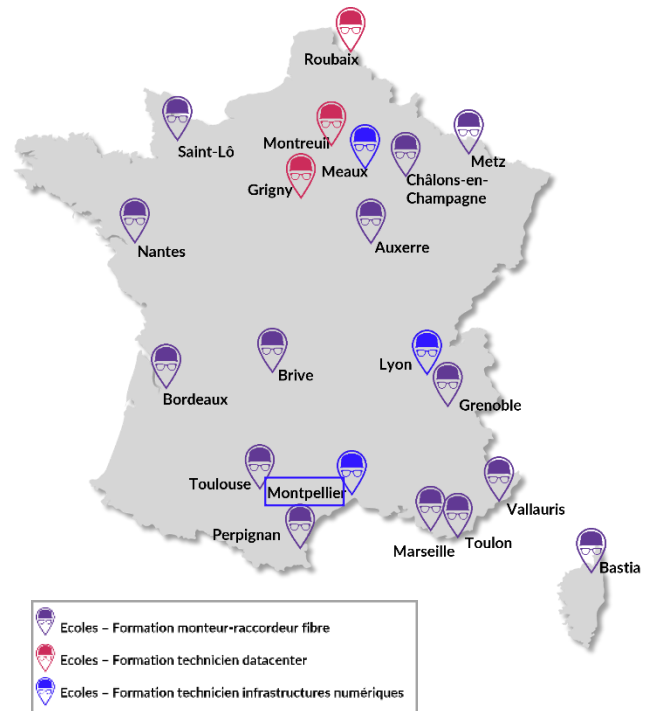 Roubaix
Saint-Lô
Montreuil
Meaux
Metz
Châlons-en-
Champagne
Grigny
Nantes
Auxerre
Lyon
Brive
Bordeaux
Grenoble
Toulouse
Montpellier
Vallauris
Perpignan
Marseille
Toulon
Bastia
Ecoles – Formation monteur-raccordeur fibre
Ecoles – Formation technicien datacenter
Ecoles – Formation technicien infrastructures numériques